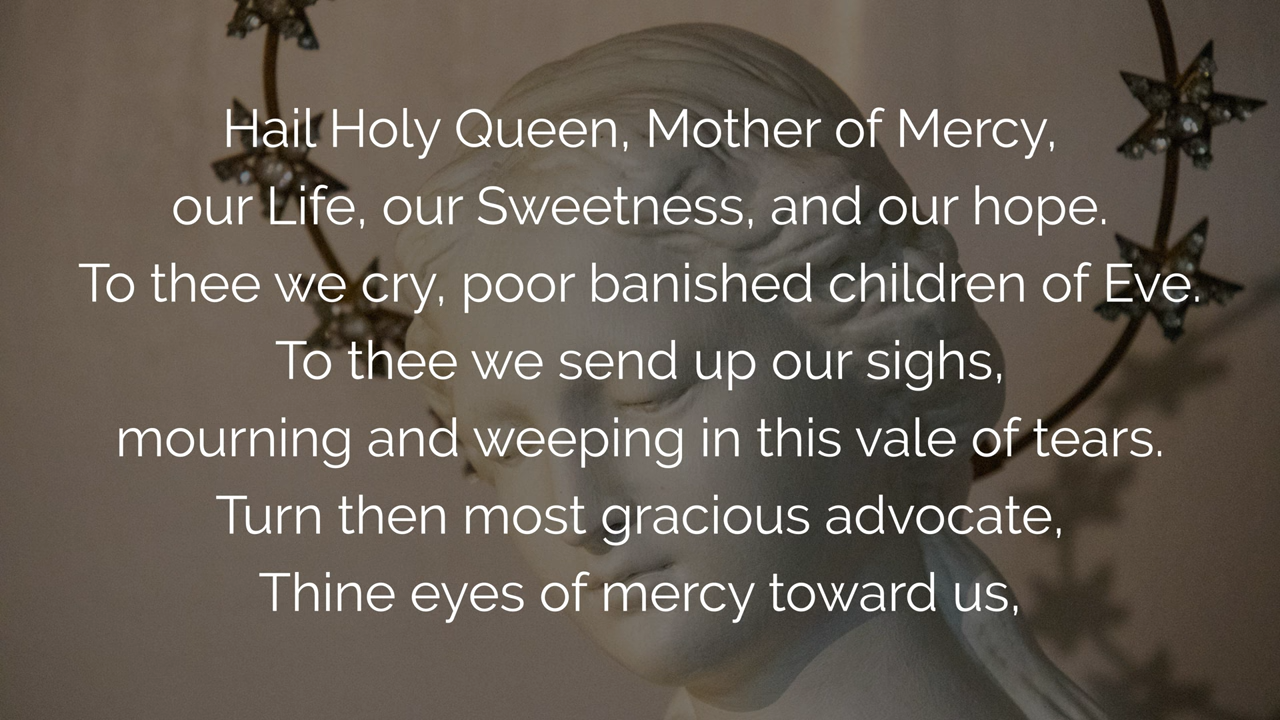 Hail Holy Queen, Mother of Mercy,
our Life, our Sweetness, and our hope.
To thee we cry, poor banished children of Eve.
To thee we send up our sighs,
mourning and weeping in this vale of tears.
Turn then most gracious advocate,
Thine eyes of mercy toward us,